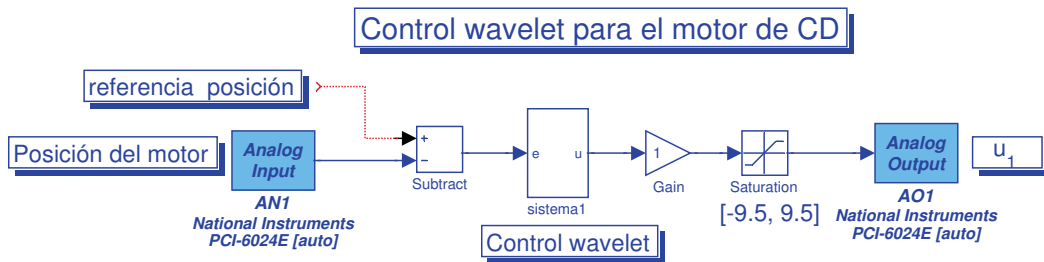 Control wavelet para el motor de CD
referencia posición
Posición del motor
Analog
Input
AN1
National Instruments
PCI-6024E [auto]
+
−
Subtract
e
u
sistema1
Control wavelet
1
Gain
Saturation
[-9.5, 9.5]
Analog
Output
AO1
National Instruments
PCI-6024E [auto]
u1